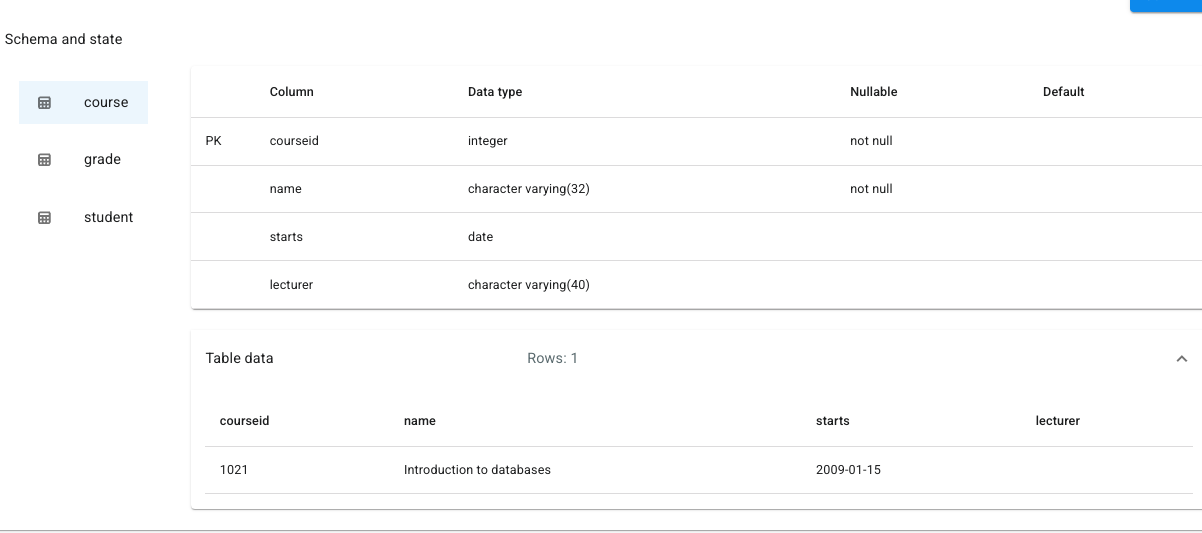 Schema and state
course
grade
student
Column Data type Nullable Default
PK courseid integer not null
name character varying(32) not null
starts date
lecturer character varying(40)
Table data Rows: 1
courseid name starts lecturer
1021 Introduction to databases 2009-01-15